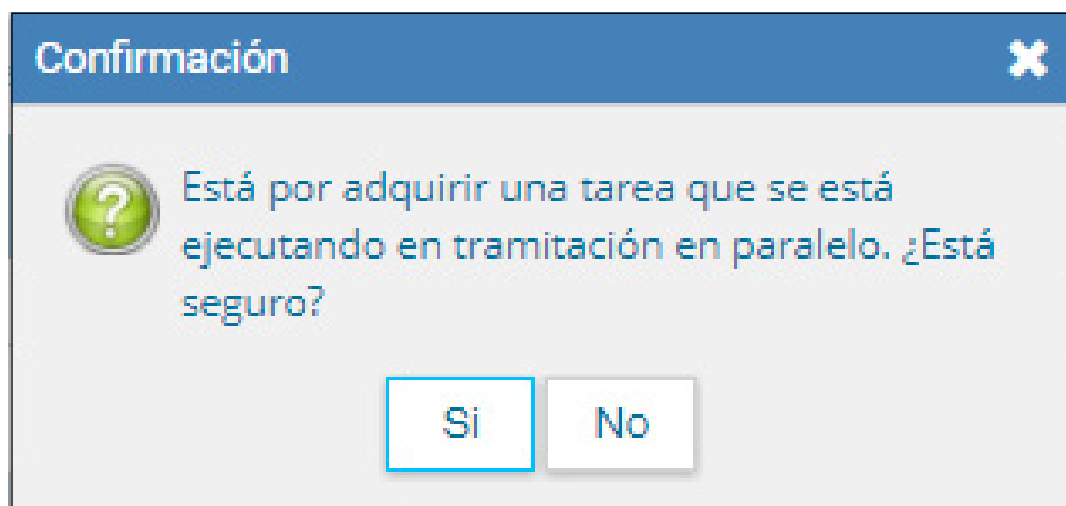 Confirmación
Está por adquirir una tarea que se está
ejecutando en tramitación en paralelo. ¿Está
seguro?
Si
No